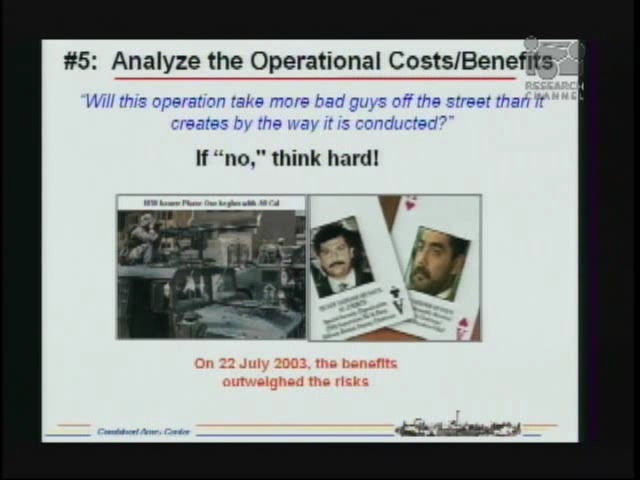 #5: Analyze the Operational Costs/Benefits
RESEARCH
CHANNEL
"Will this operation take more bad guys off the street than it
creates by the way it is conducted?"
If "no," think hard!
On 22 July 2003, the benefits
outweighed the risks
Combined Arms Center